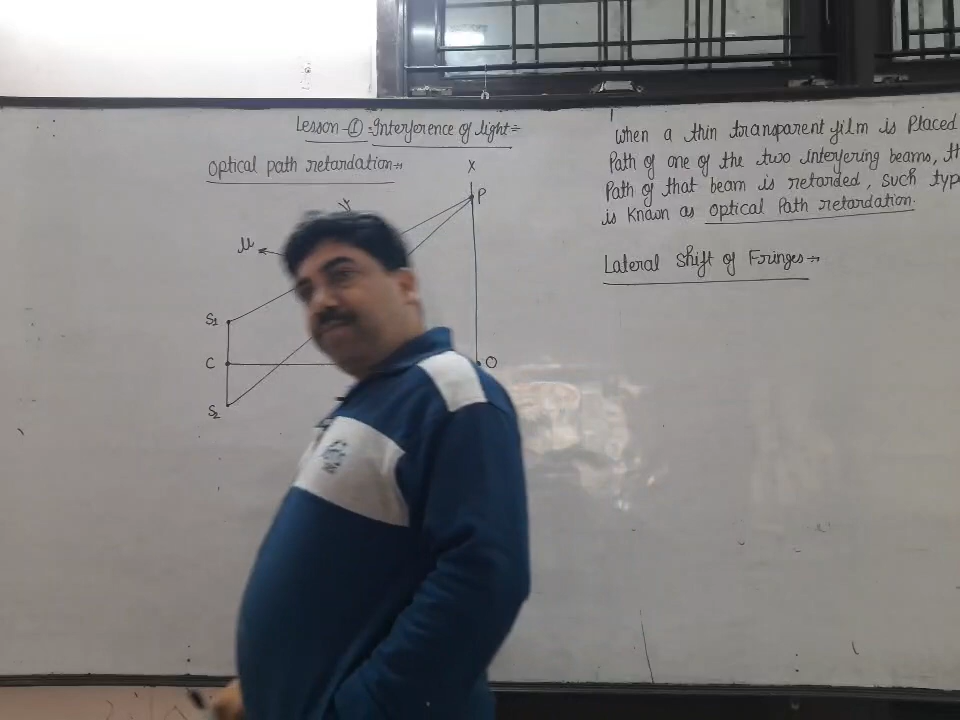 Lesson-①:-Interference of light:-
Optical path retardation→
X
P
μ
S1
C
O
S2
When a thin transparent film is placed
Path of one of the two interfering beams,
Path of that beam is retarded, such
is known as optical Path retardation.
Lateral shift of Fringes→